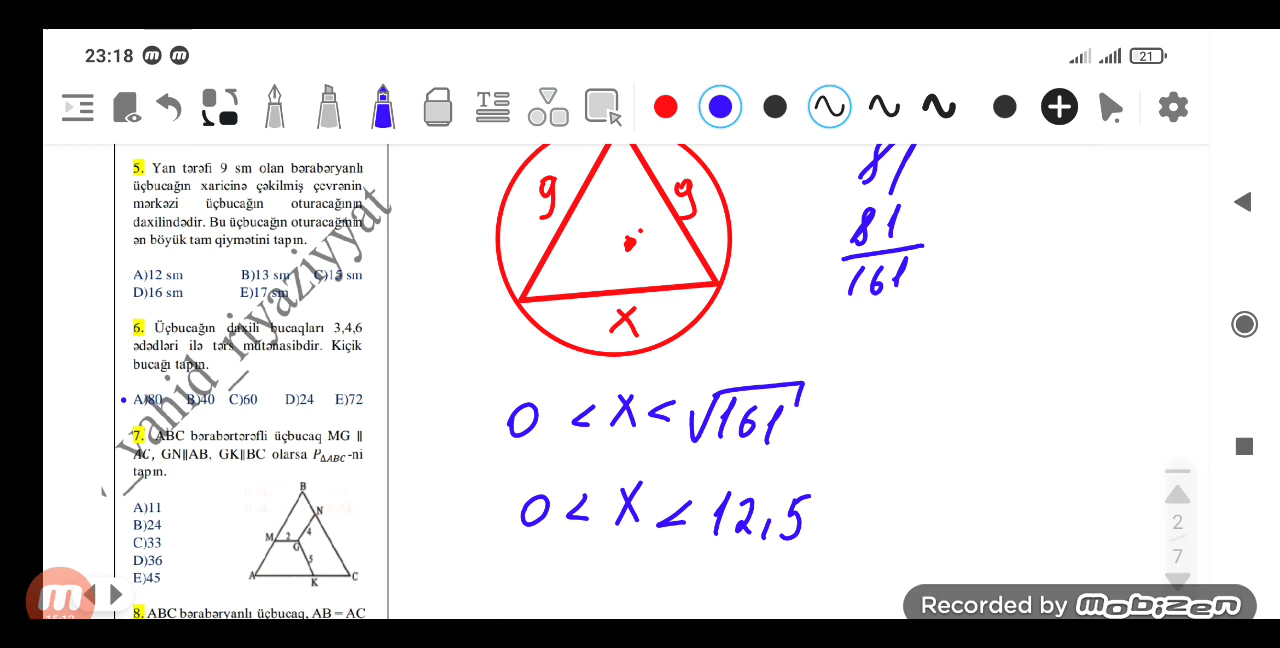 23:18
21
5. Yan tərəfi 9 sm olan bərabəryanlı
üçbucağın xaricinə çəkilmiş çevrənin
mərkəzi üçbucağın oturacağının
daxilindədir. Bu üçbucağın oturacağının
ən böyük tam qiymətini tapın.
A)12 sm B)13 sm C)15 sm
D)16 sm E)17 sm
6. Üçbucağın daxili bucaqları 3,4,6
ədədləri ilə tərs mütənasibdir. Kiçik
bucağı tapın.
A)80 B)40 C)60 D)24 E)72
7. ABC bərabərtərəfli üçbucaq MG ||
AC, GN||AB, GK||BC olarsa P△ABC-ni
tapın.
A)11
B)24
C)33
D)36
E)45
B
N
M 2 4
G
5
A K C
8. ABC bərabəryanlı üçbucaq, AB = AC
_vahid_riyaziyyat
9 9
x
81
81
161
0 < x < √161
0 < x < 12,5
2
7
Recorded by mobizen